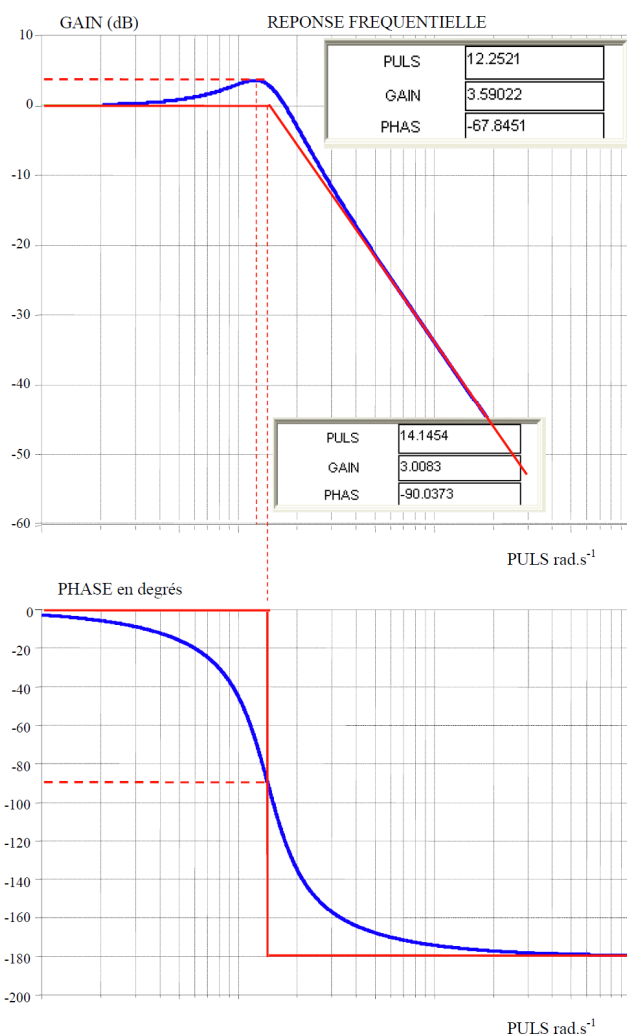 GAIN (dB)
REPONSE FREQUENTIELLE
10
0
-10
-20
-30
-40
-50
-60
PULS 12.2521
GAIN 3.59022
PHAS -67.8451
PULS 14.1454
GAIN 3.0083
PHAS -90.0373
PULS rad.s-1
PHASE en degrés
0
-20
-40
-60
-80
-100
-120
-140
-160
-180
-200
PULS rad.s-1